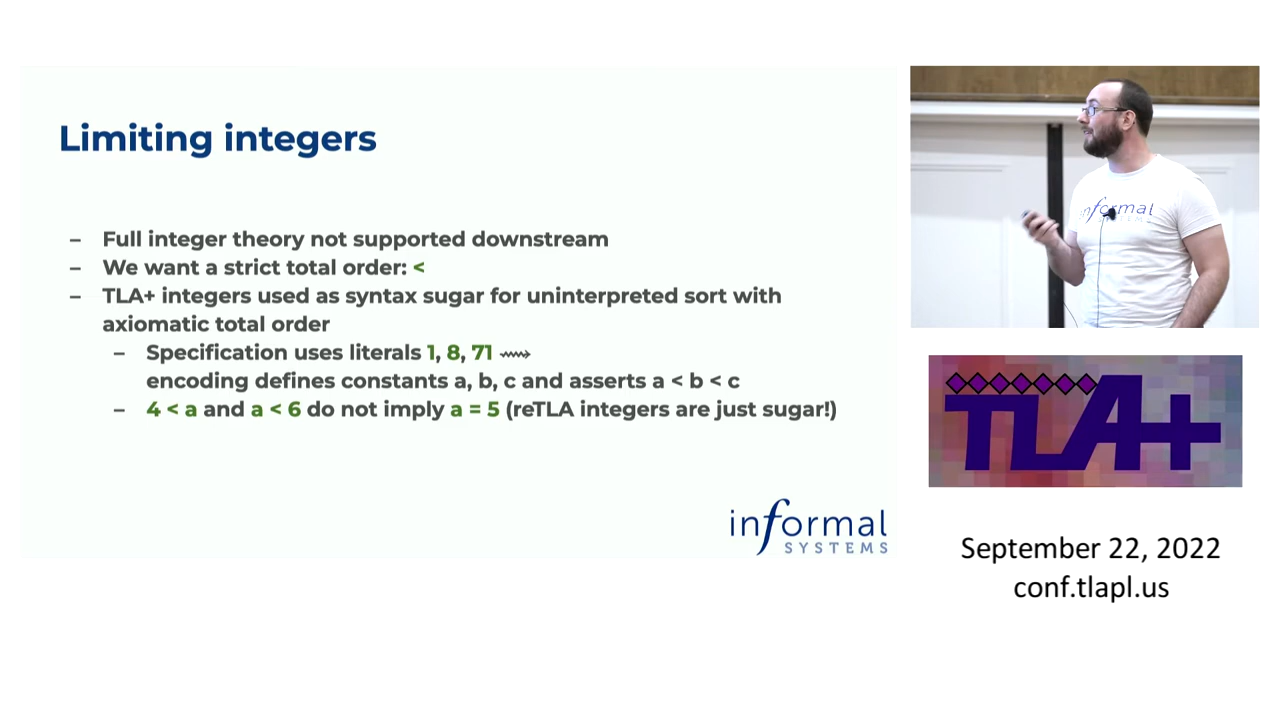 Limiting integers
– Full integer theory not supported downstream
– We want a strict total order: <
– TLA+ integers used as syntax sugar for uninterpreted sort with
axiomatic total order
– Specification uses literals 1, 8, 71 ⟿
encoding defines constants a, b, c and asserts a < b < c
– 4 < a and a < 6 do not imply a = 5 (reTLA integers are just sugar!)
informal
SYSTEMS
informal
SYSTEMS
TLA+
September 22, 2022
conf.tlapl.us